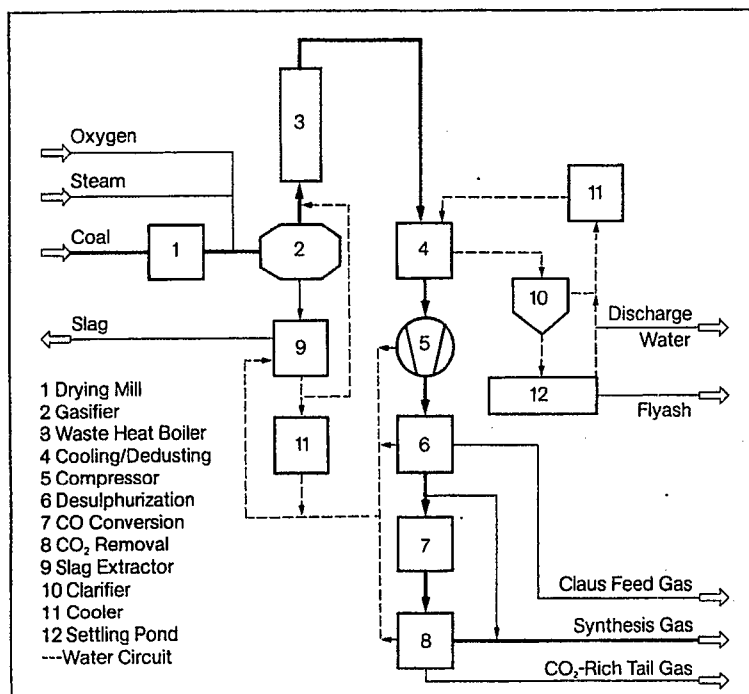 Oxygen
Steam
Coal
Slag
1
2
3
4
5
6
7
8
9
10
11
11
12
Discharge
Water
Flyash
Claus Feed Gas
Synthesis Gas
CO₂-Rich Tail Gas
1 Drying Mill
2 Gasifier
3 Waste Heat Boiler
4 Cooling/Dedusting
5 Compressor
6 Desulphurization
7 CO Conversion
8 CO₂ Removal
9 Slag Extractor
10 Clarifier
11 Cooler
12 Settling Pond
---Water Circuit